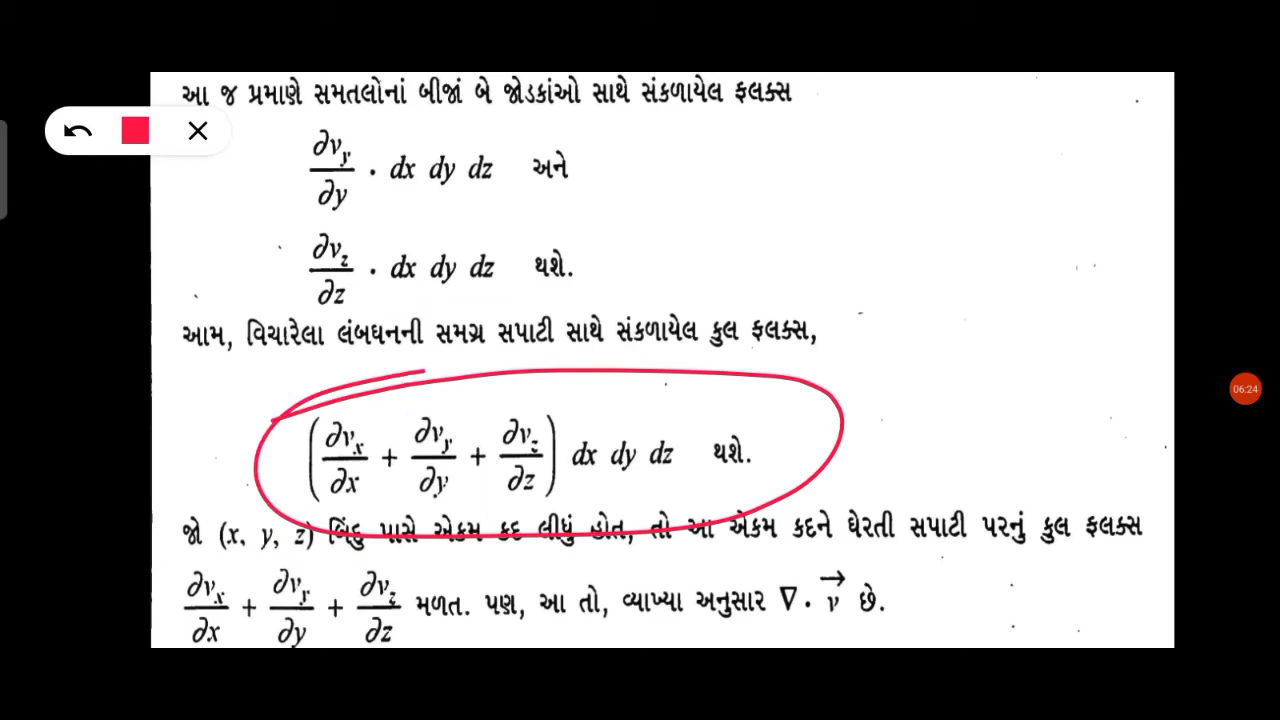 આ જ પ્રમાણે સમતલોનાં બીજાં બે જોડકાંઓ સાથે સંકળાયેલ ફલક્સ
∂v_y/∂y · dx dy dz અને
∂v_z/∂z · dx dy dz થશે.
આમ, વિચારેલા લંબઘનની સમગ્ર સપાટી સાથે સંકળાયેલ કુલ ફલક્સ,
(∂v_x/∂x + ∂v_y/∂y + ∂v_z/∂z) dx dy dz થશે.
જો (x, y, z) બિંદુ પાસે એકમ કદ લીધું હોત, તો આ એકમ કદને ઘેરતી સપાટી પરનું કુલ ફલક્સ
∂v_x/∂x + ∂v_y/∂y + ∂v_z/∂z મળત. પણ, આ તો, વ્યાખ્યા અનુસાર ∇ · v⃗ છે.
06:24